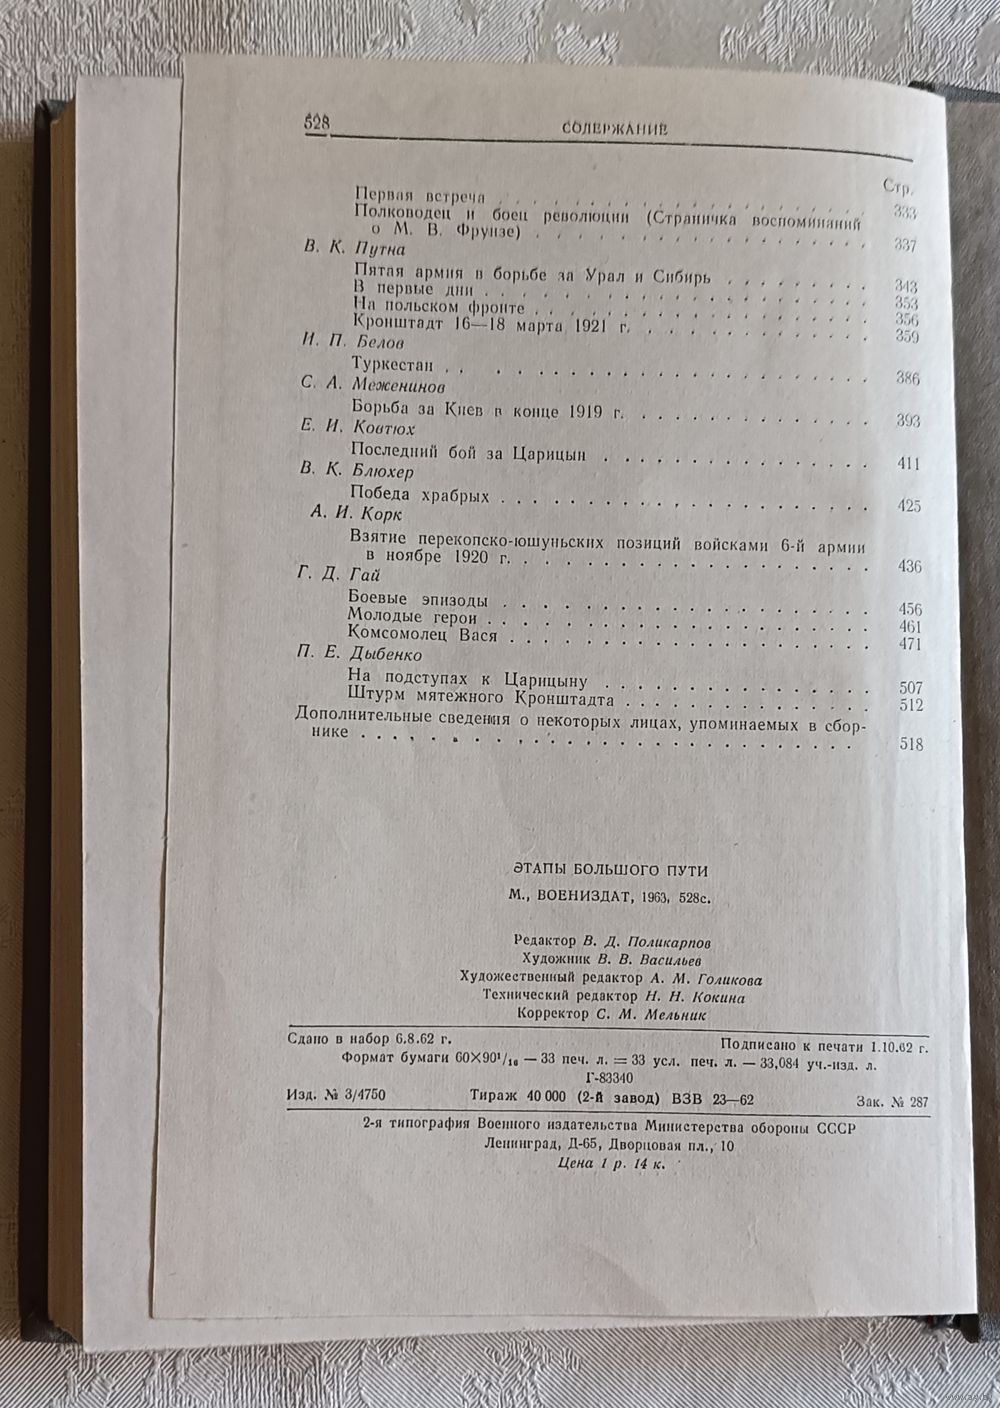 528 СОДЕРЖАНИЕ
Стр.
Первая встреча . . . . . . . . . . . . . . . . . . . 333
Полководец и боец революции (Страничка воспоминаний
о М. В. Фрунзе) . . . . . . . . . . . . . . . . . . 337
В. К. Путна
Пятая армия в борьбе за Урал и Сибирь . . . . . . . . 343
В первые дни . . . . . . . . . . . . . . . . . . . . 353
На польском фронте . . . . . . . . . . . . . . . . . 356
Кронштадт 16—18 марта 1921 г. . . . . . . . . . . . 359
И. П. Белов
Туркестан . . . . . . . . . . . . . . . . . . . . . 386
С. А. Меженинов
Борьба за Киев в конце 1919 г. . . . . . . . . . . . 393
Е. И. Ковтюх
Последний бой за Царицын . . . . . . . . . . . . . . 411
В. К. Блюхер
Победа храбрых . . . . . . . . . . . . . . . . . . . 425
А. И. Корк
Взятие перекопско-юшуньских позиций войсками 6-й армии
в ноябре 1920 г. . . . . . . . . . . . . . . . . . . 436
Г. Д. Гай
Боевые эпизоды . . . . . . . . . . . . . . . . . . . 456
Молодые герои . . . . . . . . . . . . . . . . . . . 461
Комсомолец Вася . . . . . . . . . . . . . . . . . . 471
П. Е. Дыбенко
На подступах к Царицыну . . . . . . . . . . . . . . 507
Штурм мятежного Кронштадта . . . . . . . . . . . . . 512
Дополнительные сведения о некоторых лицах, упоминаемых в сбор-
нике . . . . . . . . . . . . . . . . . . . . . . . . 518
ЭТАПЫ БОЛЬШОГО ПУТИ
М., ВОЕНИЗДАТ, 1963, 528с.
Редактор В. Д. Поликарпов
Художник В. В. Васильев
Художественный редактор А. М. Голикова
Технический редактор Н. Н. Кокина
Корректор С. М. Мельник
Сдано в набор 6.8.62 г. Подписано к печати 1.10.62 г.
Формат бумаги 60×90¹/₁₆ — 33 печ. л. = 33 усл. печ. л. — 33,084 уч.-изд. л.
Г-83340
Изд. № 3/4750 Тираж 40 000 (2-й завод) ВЗВ 23—62 Зак. № 287
2-я типография Военного издательства Министерства обороны СССР
Ленинград, Д-65, Дворцовая пл., 10
Цена 1 р. 14 к.